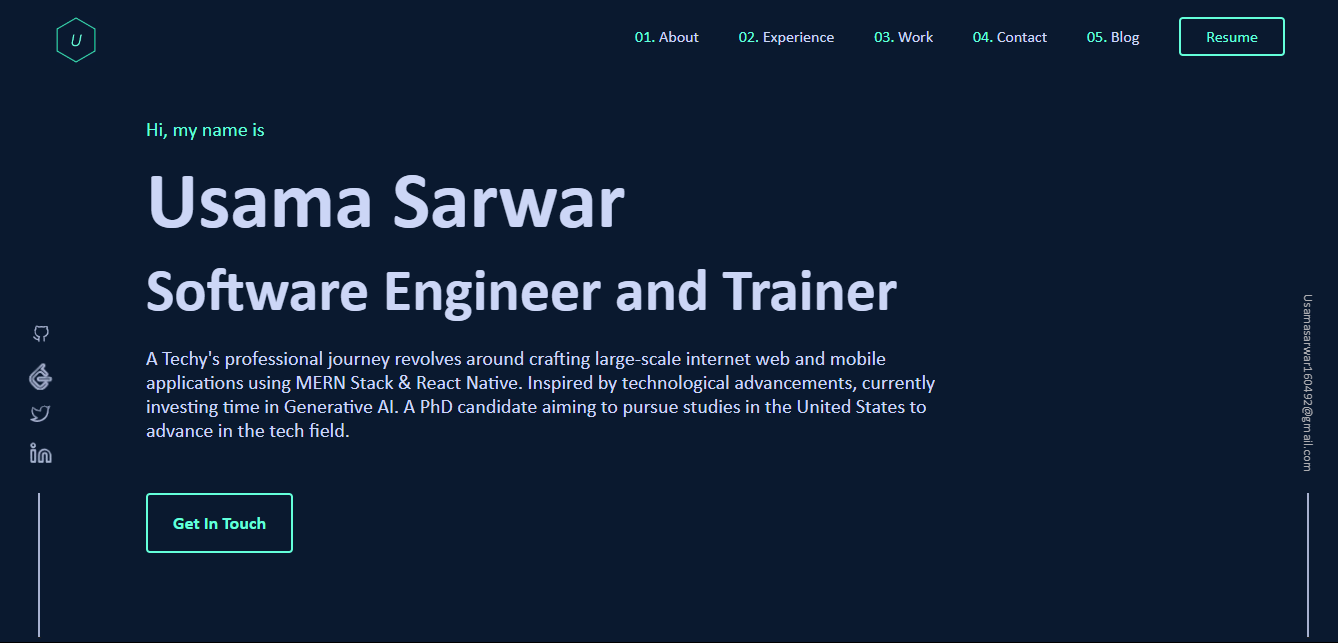 U
01. About 02. Experience 03. Work 04. Contact 05. Blog Resume
Hi, my name is
Usama Sarwar
Software Engineer and Trainer
A Techy's professional journey revolves around crafting large-scale internet web and mobile
applications using MERN Stack & React Native. Inspired by technological advancements, currently
investing time in Generative AI. A PhD candidate aiming to pursue studies in the United States to
advance in the tech field.
Get In Touch
Usamasarwar160492@gmail.com